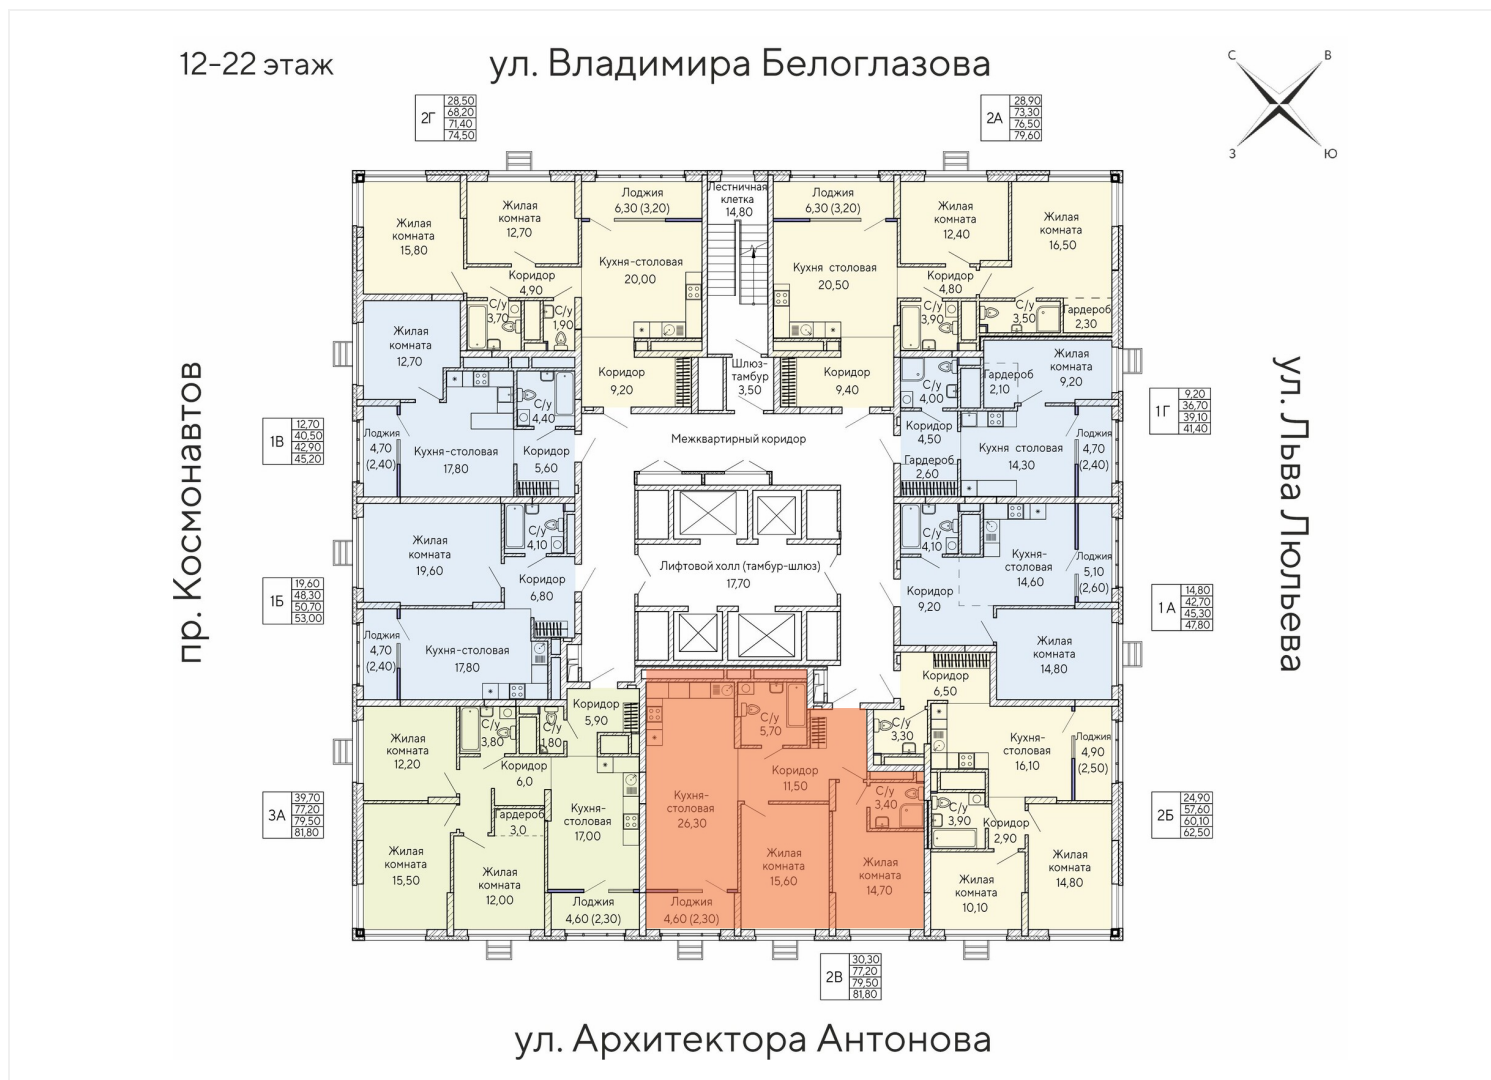 12-22 этаж
ул. Владимира Белоглазова
С
В
З
Ю
2Г
28,50
68,20
71,40
74,50
2А
28,90
73,30
76,50
79,60
Жилая
комната
15,80
Жилая
комната
12,70
Лоджия
6,30 (3,20)
Лестничная
клетка
14,80
Лоджия
6,30 (3,20)
Жилая
комната
12,40
Жилая
комната
16,50
Коридор
4,90
Кухня-столовая
20,00
Кухня столовая
20,50
Коридор
4,80
С/у
3,70
С/у
1,90
С/у
3,90
С/у
3,50
Гардероб
2,30
Жилая
комната
12,70
Коридор
9,20
Шлюз-
тамбур
3,50
Коридор
9,40
С/у
4,00
Гардероб
2,10
Жилая
комната
9,20
пр. Космонавтов
ул. Льва Люльева
1В
12,70
40,50
42,90
45,20
1Г
9,20
36,70
39,10
41,40
Лоджия
4,70
(2,40)
Кухня-столовая
17,80
С/у
4,40
Коридор
5,60
Межквартирный коридор
Коридор
4,50
Гардероб
2,60
Кухня столовая
14,30
Лоджия
4,70
(2,40)
Жилая
комната
19,60
С/у
4,10
Коридор
6,80
Лифтовой холл (тамбур-шлюз)
17,70
С/у
4,10
Коридор
9,20
Кухня-
столовая
14,60
Лоджия
5,10
(2,60)
1Б
19,60
48,30
50,70
53,00
1А
14,80
42,70
45,30
47,80
Лоджия
4,70
(2,40)
Кухня-столовая
17,80
Жилая
комната
14,80
Коридор
6,50
Коридор
5,90
Жилая
комната
12,20
С/у
3,80
С/у
1,80
С/у
5,70
С/у
3,30
Кухня-
столовая
16,10
Лоджия
4,90
(2,50)
Коридор
6,0
Коридор
11,50
С/у
3,40
С/у
3,90
3А
39,70
77,20
79,50
81,80
2Б
24,90
57,60
60,10
62,50
Гардероб
3,0
Кухня-
столовая
17,00
Кухня-
столовая
26,30
Коридор
2,90
Жилая
комната
15,50
Жилая
комната
12,00
Жилая
комната
15,60
Жилая
комната
14,70
Жилая
комната
10,10
Жилая
комната
14,80
Лоджия
4,60 (2,30)
Лоджия
4,60 (2,30)
2В
30,30
77,20
79,50
81,80
ул. Архитектора Антонова